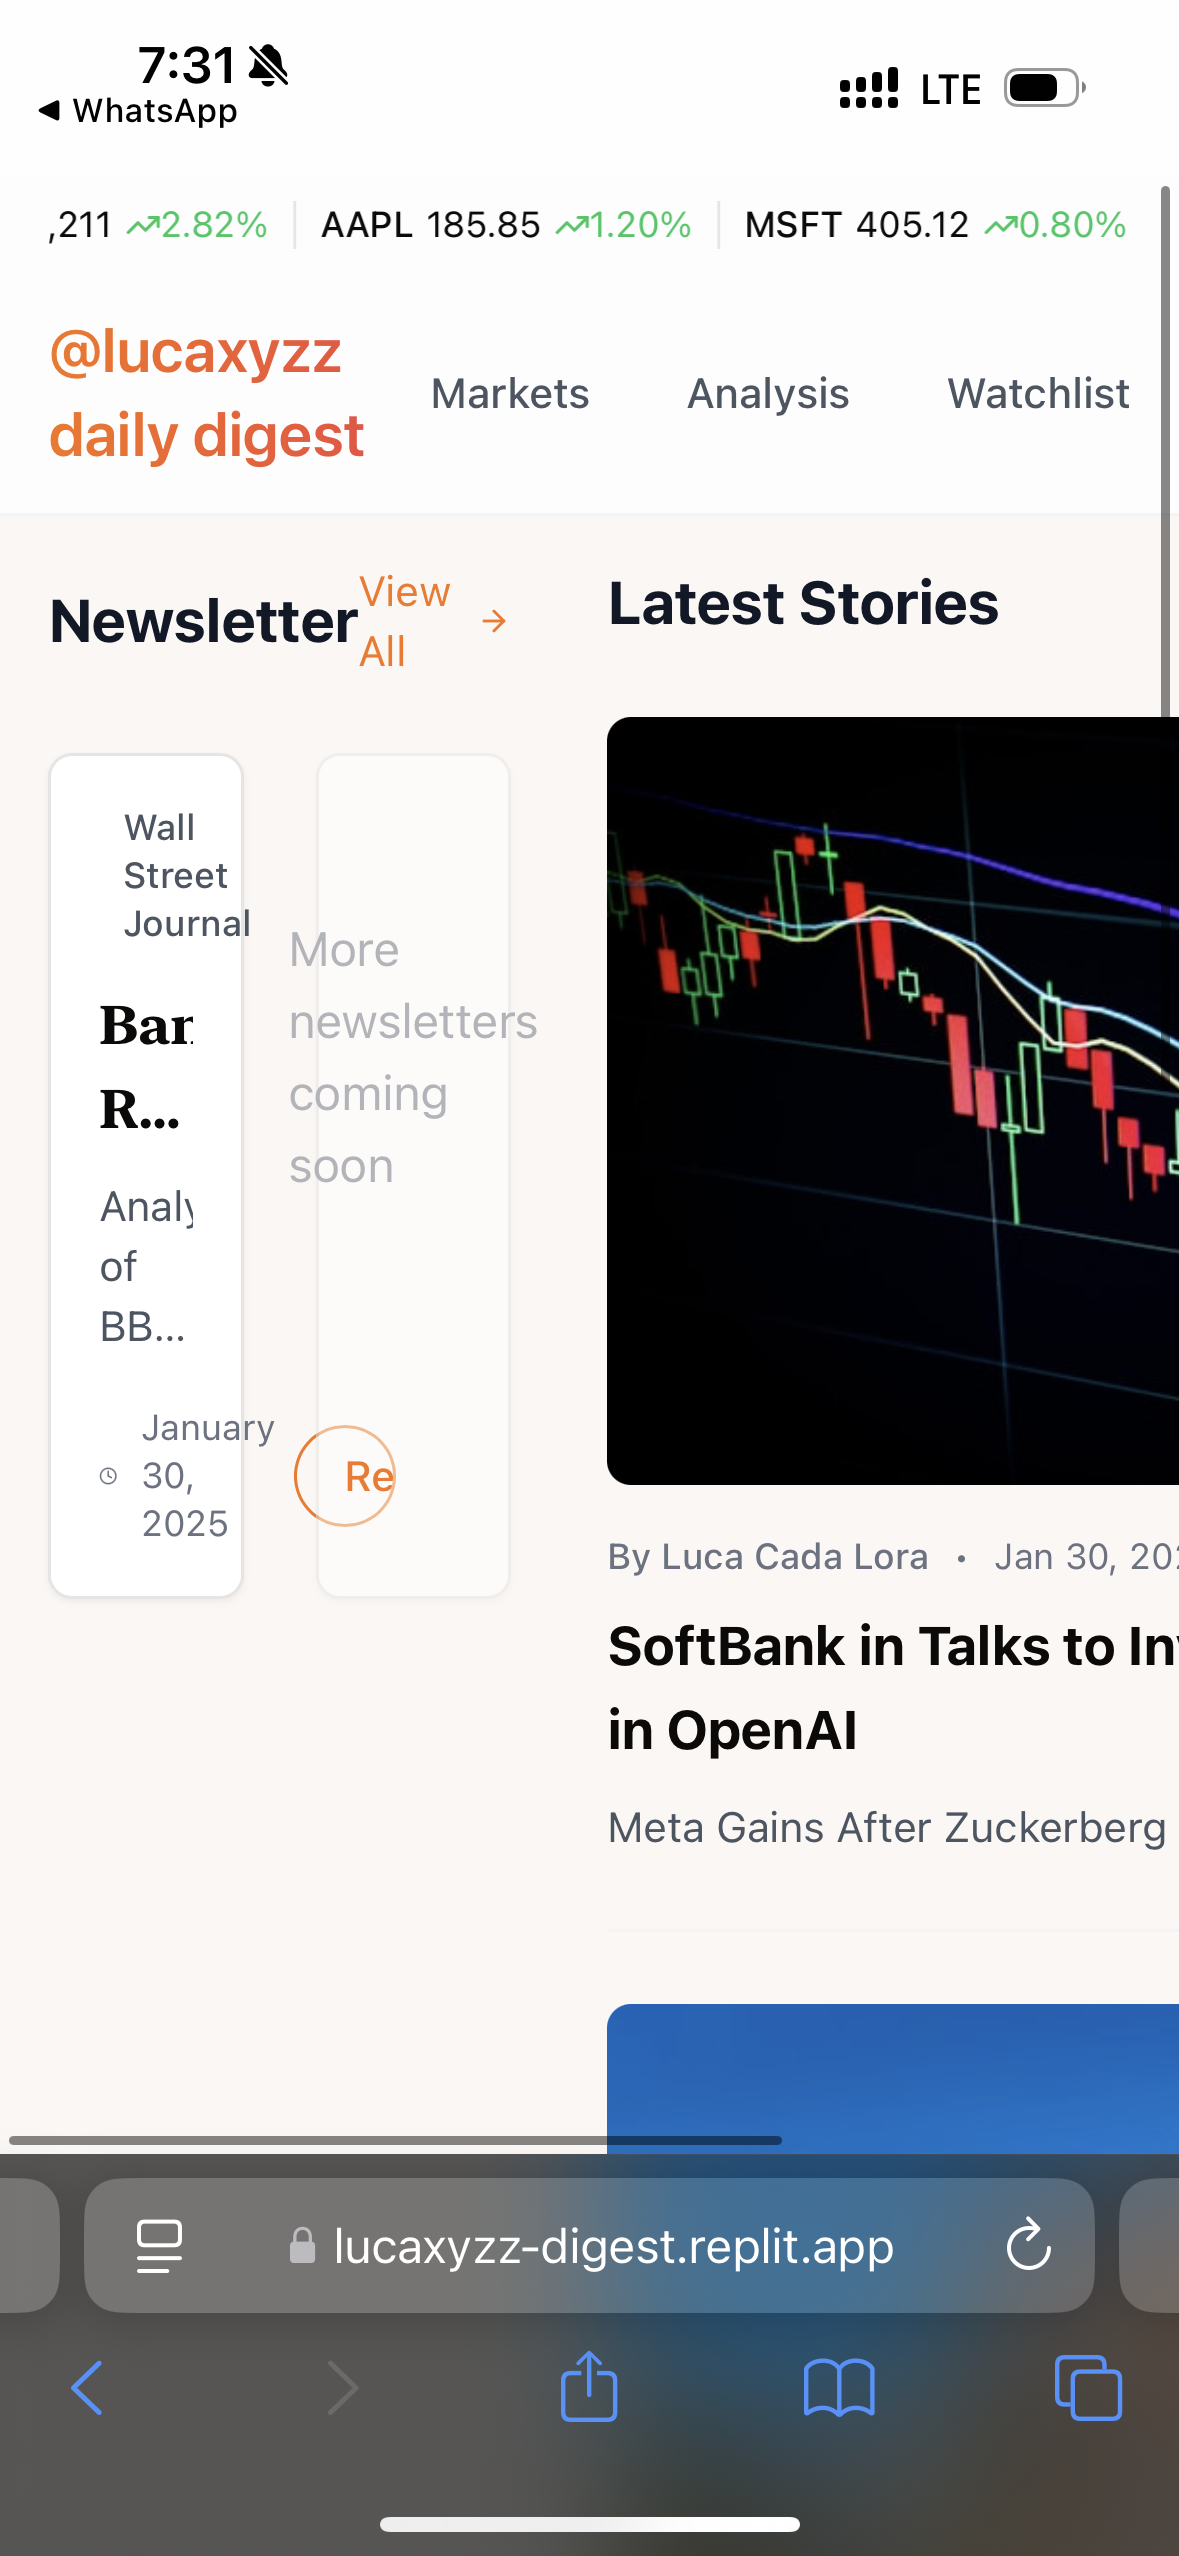 7:31
WhatsApp
LTE
,211 2.82% AAPL 185.85 1.20% MSFT 405.12 0.80%
@lucaxyzz
daily digest
Markets Analysis Watchlist
Newsletter
View
All
Wall
Street
Journal
Ban
R...
Analy
of
BB...
January
30,
2025
More
newsletters
coming
soon
Re
Latest Stories
By Luca Cada Lora • Jan 30, 202
SoftBank in Talks to Inv
in OpenAI
Meta Gains After Zuckerberg
lucaxyzz-digest.replit.app